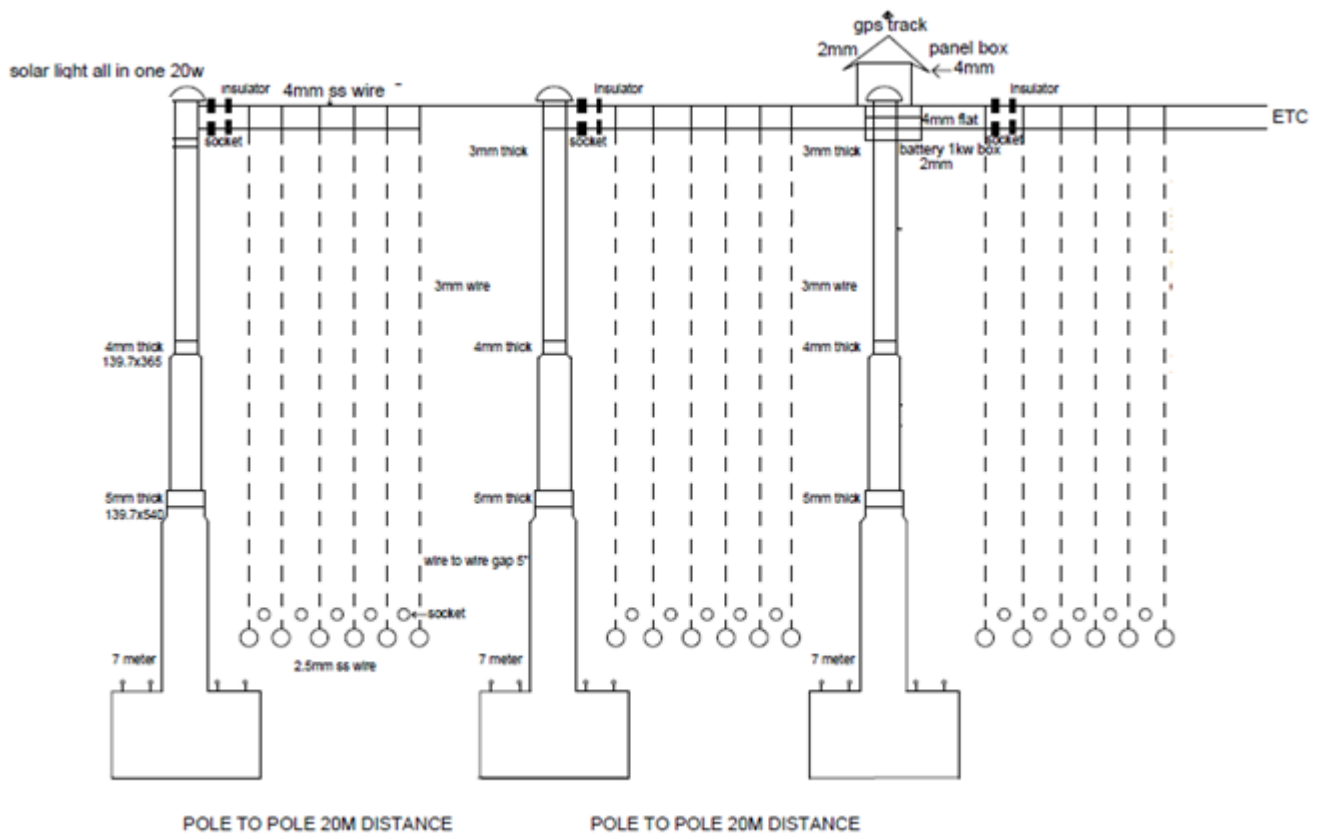 gps track
2mm
panel box
4mm
solar light all in one 20w
insulator
4mm ss wire
insulator
insulator
ETC
4mm flat
socket
socket
socket
3mm thick
3mm thick
battery 1kw box
2mm
3mm wire
3mm wire
4mm thick
139.7x365
4mm thick
4mm thick
5mm thick
139.7x540
5mm thick
5mm thick
wire to wire gap 5"
socket
7 meter
2.5mm ss wire
7 meter
7 meter
POLE TO POLE 20M DISTANCE
POLE TO POLE 20M DISTANCE